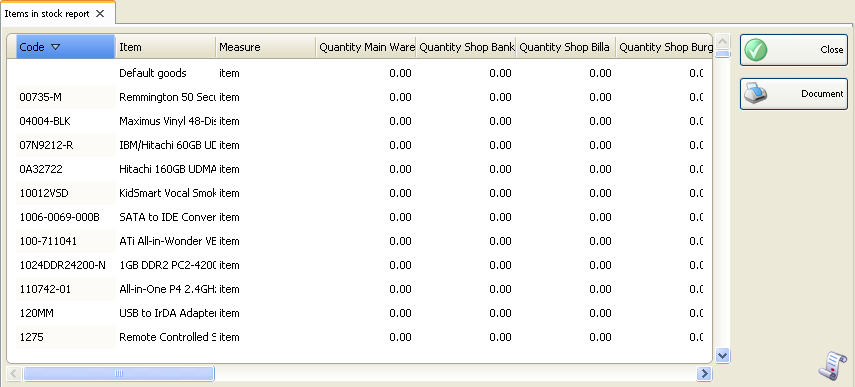 Items in stock report
Code Item Measure Quantity Main Ware Quantity Shop Bank Quantity Shop Billa Quantity Shop Burg
Close
Default goods item 0.00 0.00 0.00 0.0
Document
00735-M Remmington 50 Secu item 0.00 0.00 0.00 0.0
04004-BLK Maximus Vinyl 48-Dis item 0.00 0.00 0.00 0.0
07N9212-R IBM/Hitachi 60GB UD item 0.00 0.00 0.00 0.0
0A32722 Hitachi 160GB UDMA item 0.00 0.00 0.00 0.0
10012VSD KidSmart Vocal Smok item 0.00 0.00 0.00 0.0
1006-0069-000B SATA to IDE Conver item 0.00 0.00 0.00 0.0
100-711041 ATi All-in-Wonder VE item 0.00 0.00 0.00 0.0
1024DDR24200-N 1GB DDR2 PC2-4200 item 0.00 0.00 0.00 0.0
110742-01 All-in-One P4 2.4GH item 0.00 0.00 0.00 0.0
120MM USB to IrDA Adapter item 0.00 0.00 0.00 0.0
1275 Remote Controlled S item 0.00 0.00 0.00 0.0